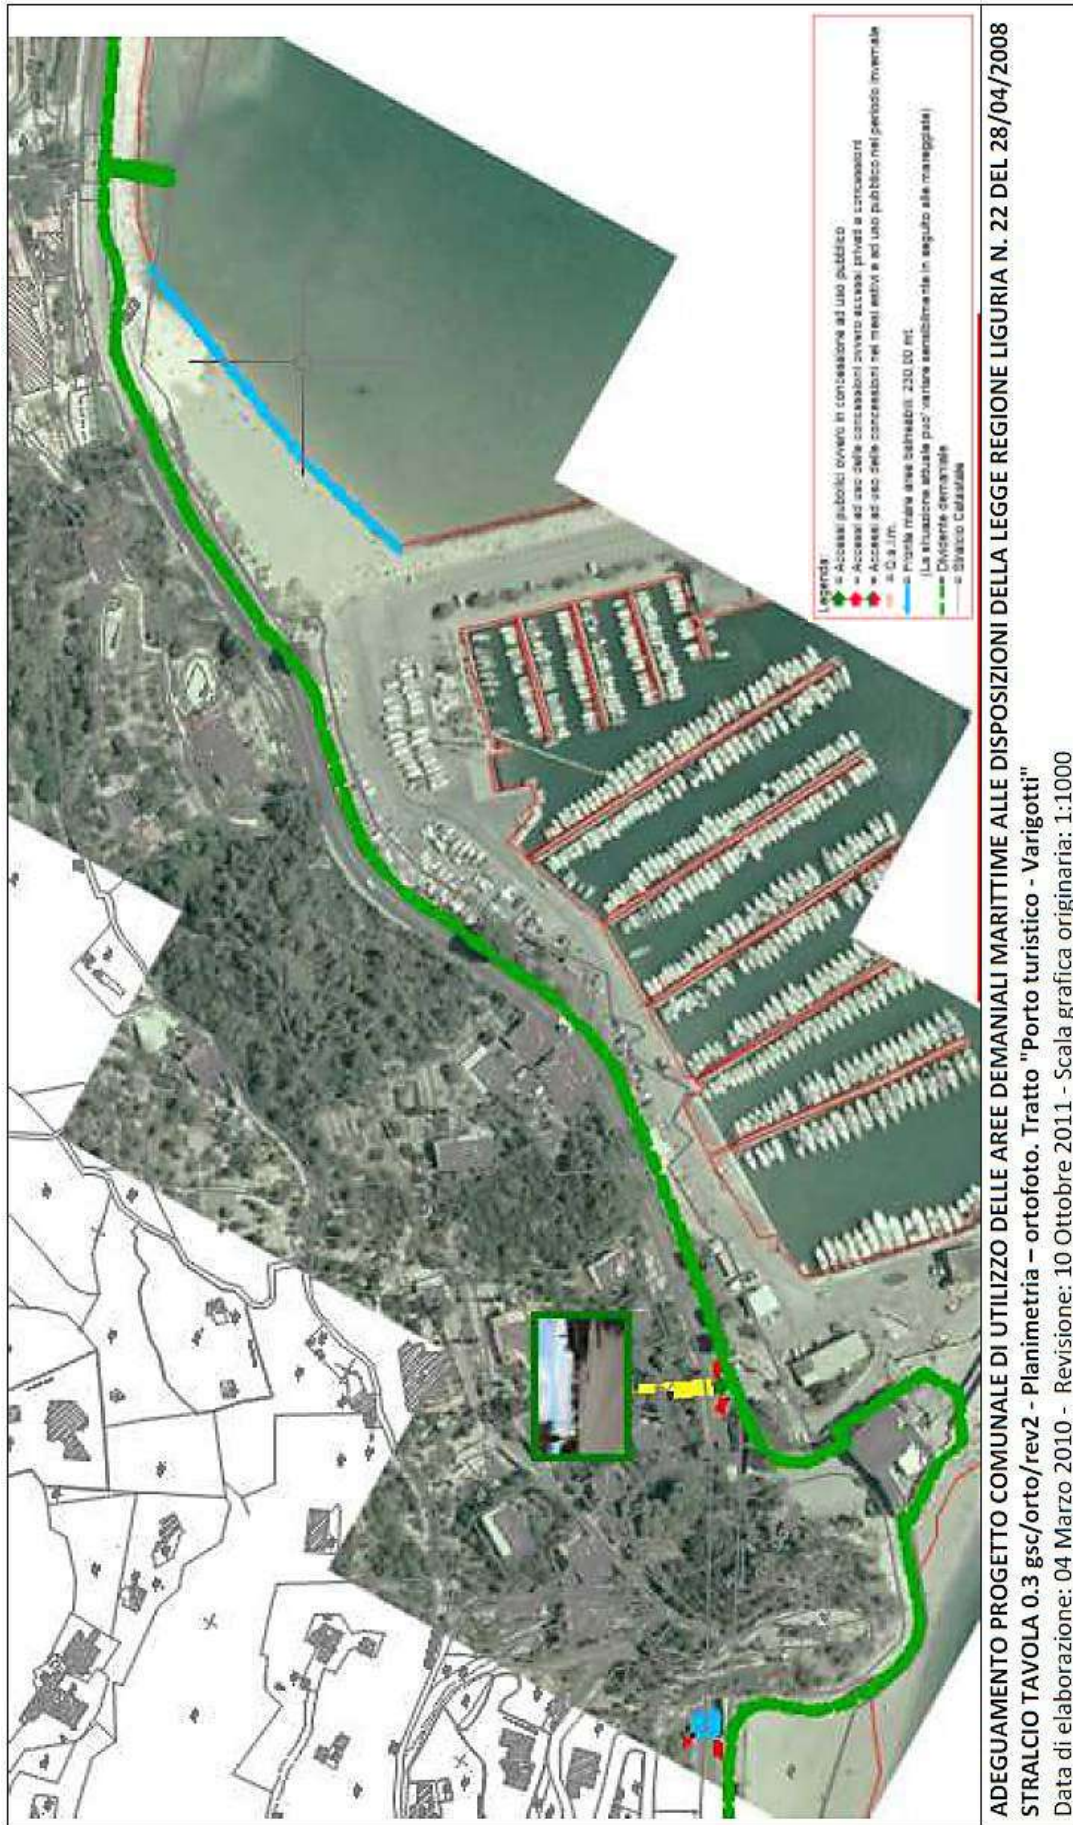 Legenda:
= Accessi pubblici ovvero in concessione ad uso pubblico
= Accessi ad uso delle concessioni ovvero accessi privati e concessioni
= Accessi ad uso delle concessioni nei mesi estivi e ad uso pubblico nel periodo invernale
= Fronte mare aree balneabili: 230.00 mt.
(La situazione attuale puo' variare sensibilmente in seguito alle mareggiate)
= Dividente demaniale
= Stralcio Catastale
ADEGUAMENTO PROGETTO COMUNALE DI UTILIZZO DELLE AREE DEMANIALI MARITTIME ALLE DISPOSIZIONI DELLA LEGGE REGIONE LIGURIA N. 22 DEL 28/04/2008
STRALCIO TAVOLA 0.3 gsc/orto/rev2 - Planimetria – ortofoto. Tratto "Porto turistico - Varigotti"
Data di elaborazione: 04 Marzo 2010 - Revisione: 10 Ottobre 2011 - Scala grafica originaria: 1:1000